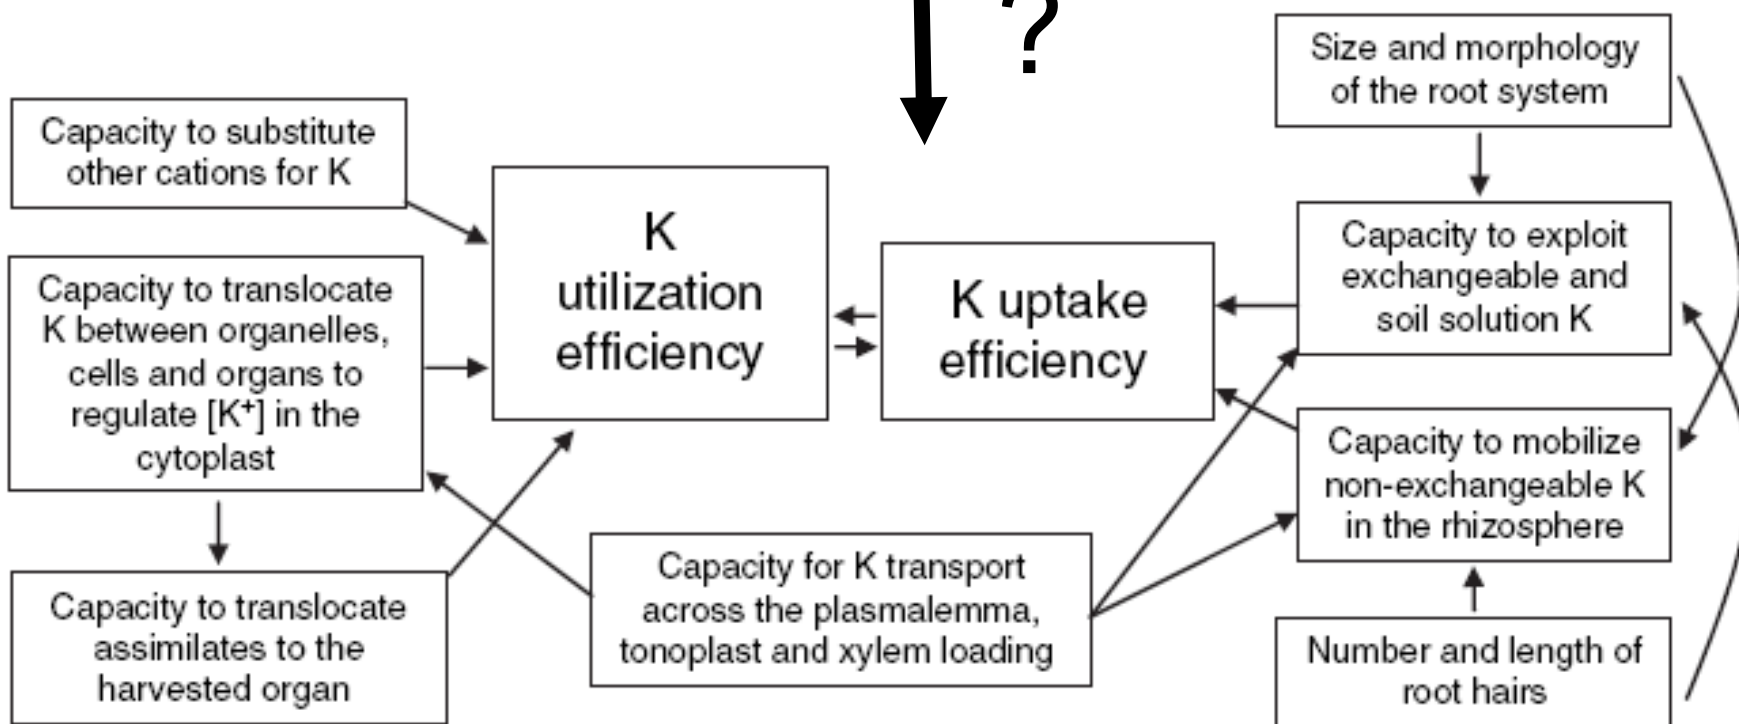 ?
Size and morphology
of the root system
Capacity to substitute
other cations for K
K
utilization
efficiency
K uptake
efficiency
Capacity to exploit
exchangeable and
soil solution K
Capacity to translocate
K between organelles,
cells and organs to
regulate [K⁺] in the
cytoplast
Capacity to mobilize
non-exchangeable K
in the rhizosphere
Capacity for K transport
across the plasmalemma,
tonoplast and xylem loading
Capacity to translocate
assimilates to the
harvested organ
Number and length of
root hairs